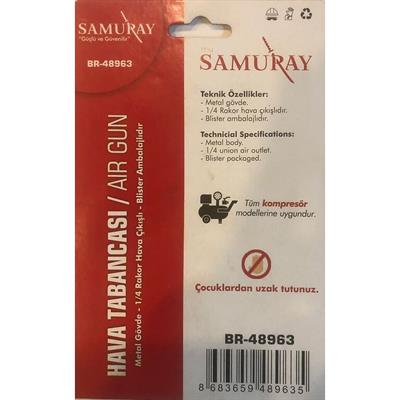 SAMURAY
"Güçlü ve Güvenilir"
BR-48963
HAVA TABANCASI / AIR GUN
Metal Gövde - 1/4 Rakor Hava Çıkışlı - Blister Ambalajlıdır
SAMURAY
Teknik Özellikler:
- Metal gövde.
- 1/4 Rakor hava çıkışlıdır.
- Blister ambalajlıdır.
Technicial Specifications:
- Metal body.
- 1/4 union air outlet.
- Blister packaged.
Tüm kompresör
modellerine uygundur.
Çocuklardan uzak tutunuz.
BR-48963
8 683659 489635